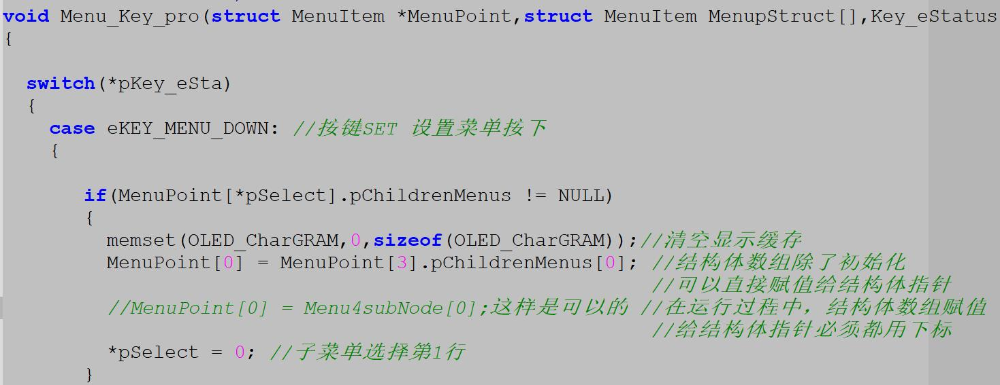 void Menu_Key_pro(struct MenuItem *MenuPoint,struct MenuItem MenupStruct[],Key_eStatus
{
switch(*pKey_eSta)
{
case eKEY_MENU_DOWN: //按键SET 设置菜单按下
{
if(MenuPoint[*pSelect].pChildrenMenus != NULL)
{
memset(OLED_CharGRAM,0,sizeof(OLED_CharGRAM));//清空显示缓存
MenuPoint[0] = MenuPoint[3].pChildrenMenus[0]; //结构体数组除了初始化
//可以直接赋值给结构体指针
//MenuPoint[0] = Menu4subNode[0];这样是可以的 //在运行过程中，结构体数组赋值
//给结构体指针必须都用下标
*pSelect = 0; //子菜单选择第1行
}